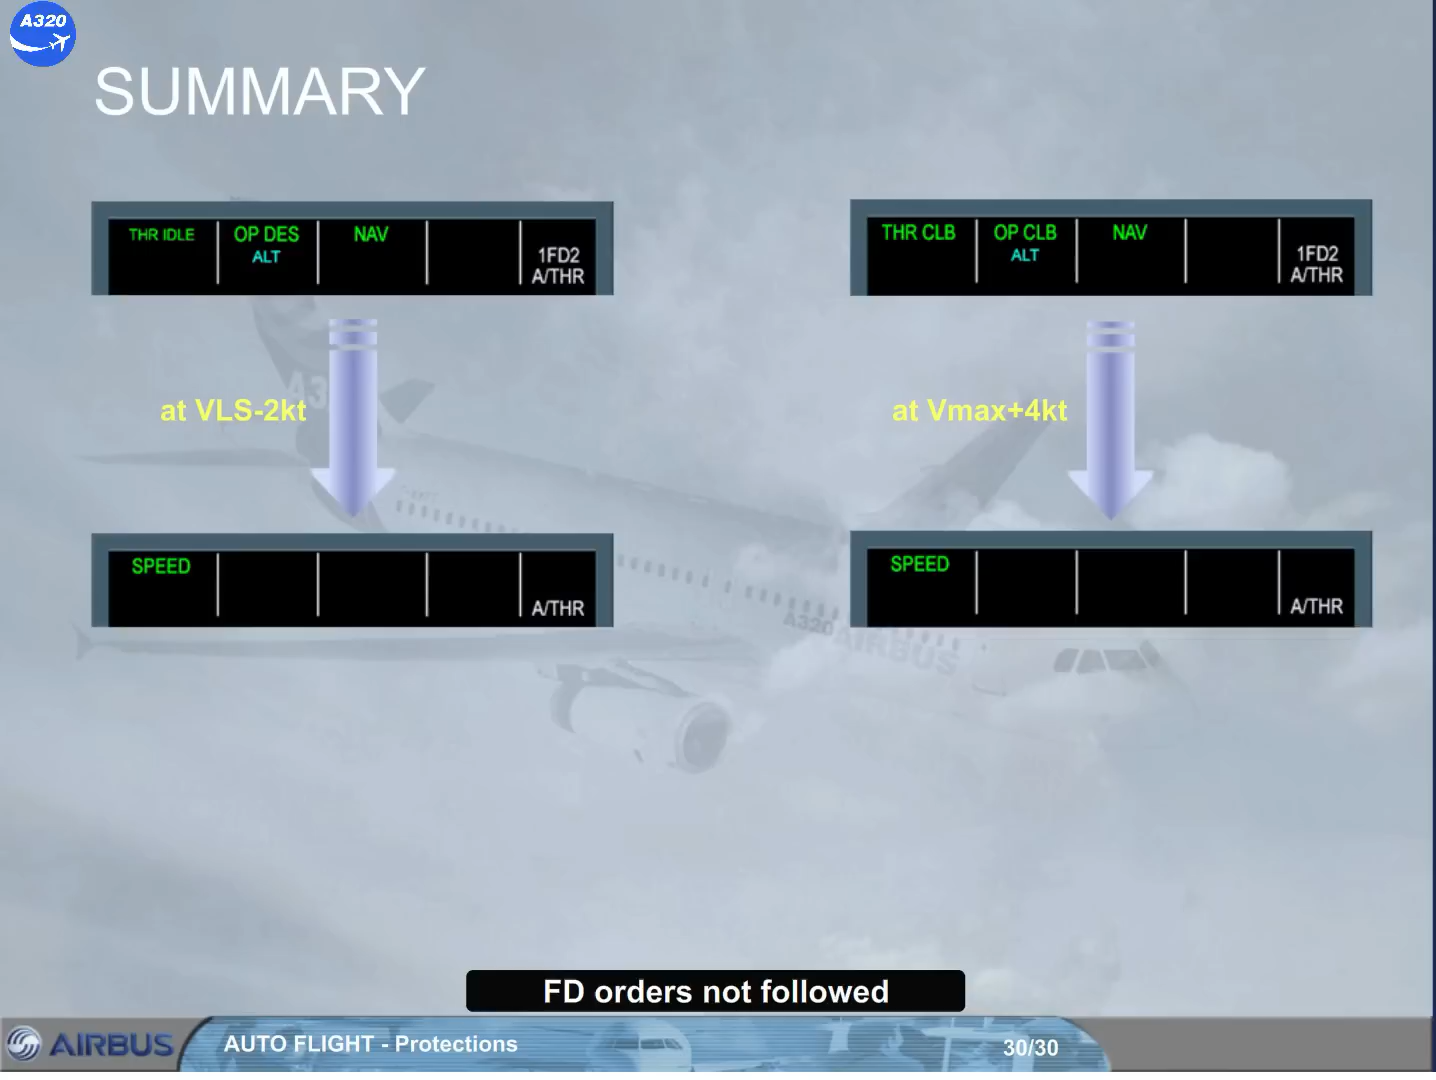 A320
SUMMARY
THR IDLE OP DES NAV
ALT
1FD2
A/THR
THR CLB OP CLB NAV
ALT
1FD2
A/THR
at VLS-2kt
at Vmax+4kt
SPEED
A/THR
SPEED
A/THR
A320 AIRBUS
FD orders not followed
AIRBUS
AUTO FLIGHT - Protections
30/30